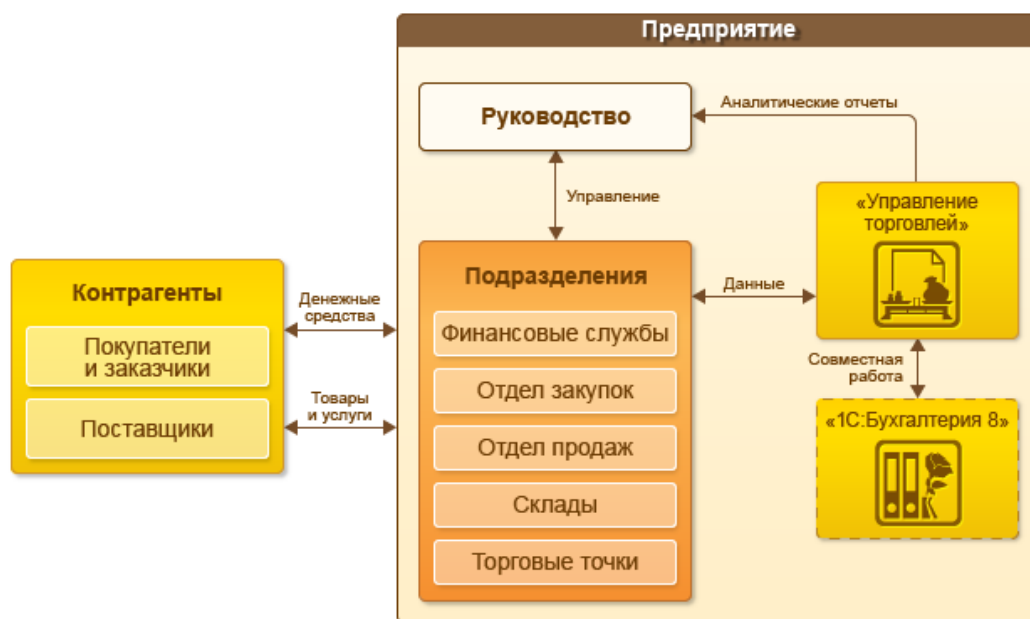 Предприятие
Руководство
Аналитические отчеты
Управление
«Управление
торговлей»
Контрагенты
Покупатели
и заказчики
Поставщики
Денежные
средства
Товары
и услуги
Подразделения
Финансовые службы
Отдел закупок
Отдел продаж
Склады
Торговые точки
Данные
Совместная
работа
«1С:Бухгалтерия 8»